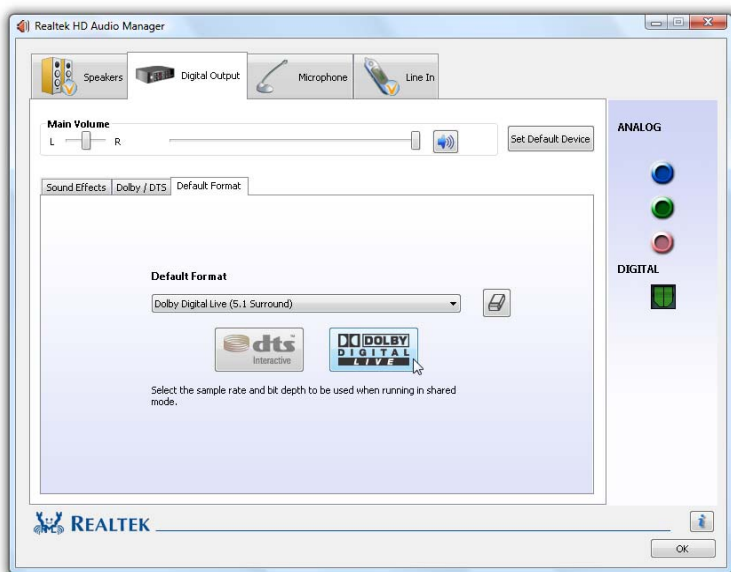 Realtek HD Audio Manager
Speakers
Digital Output
Microphone
Line In
Main Volume
L R
Set Default Device
Sound Effects
Dolby / DTS
Default Format
Default Format
Dolby Digital Live (5.1 Surround)
dts
Interactive
DOLBY
DIGITAL
LIVE
Select the sample rate and bit depth to be used when running in shared
mode.
ANALOG
DIGITAL
REALTEK
i
OK